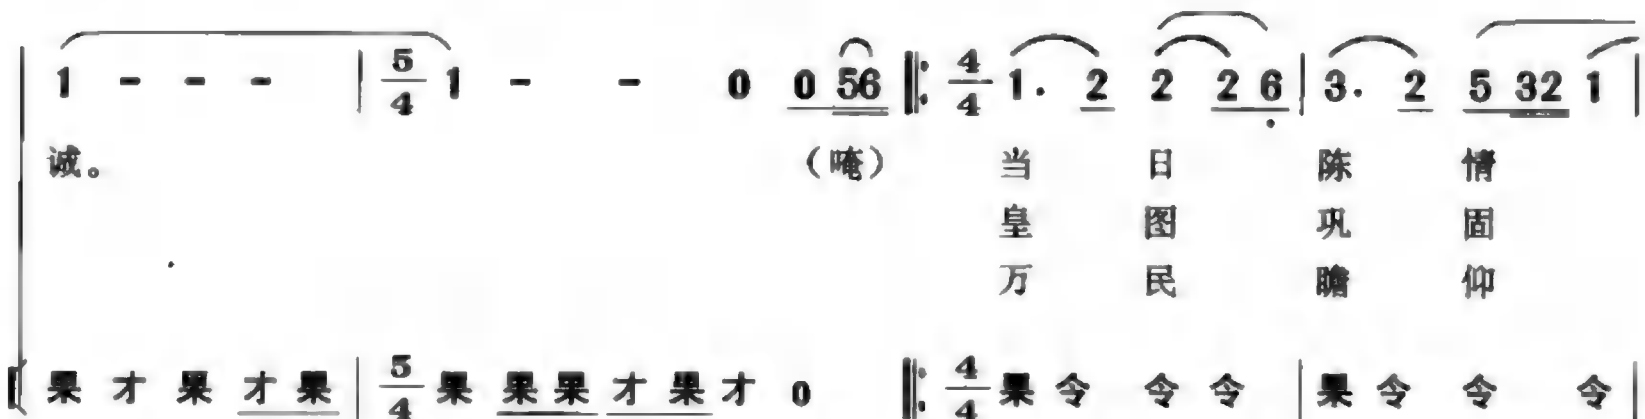 1 - - - | 5/4 1 - - 0 0 56 ‖: 4/4 1. 2 2 2 6 | 3. 2 5 32 1 |
诚。 (唵) 当 日 陈 情
皇 图 巩 固
万 民 瞻 仰
果 才 果 才 果 | 5/4 果 果果 才 果 才 0 ‖: 4/4 果 令 令 令 | 果 令 令 令 |